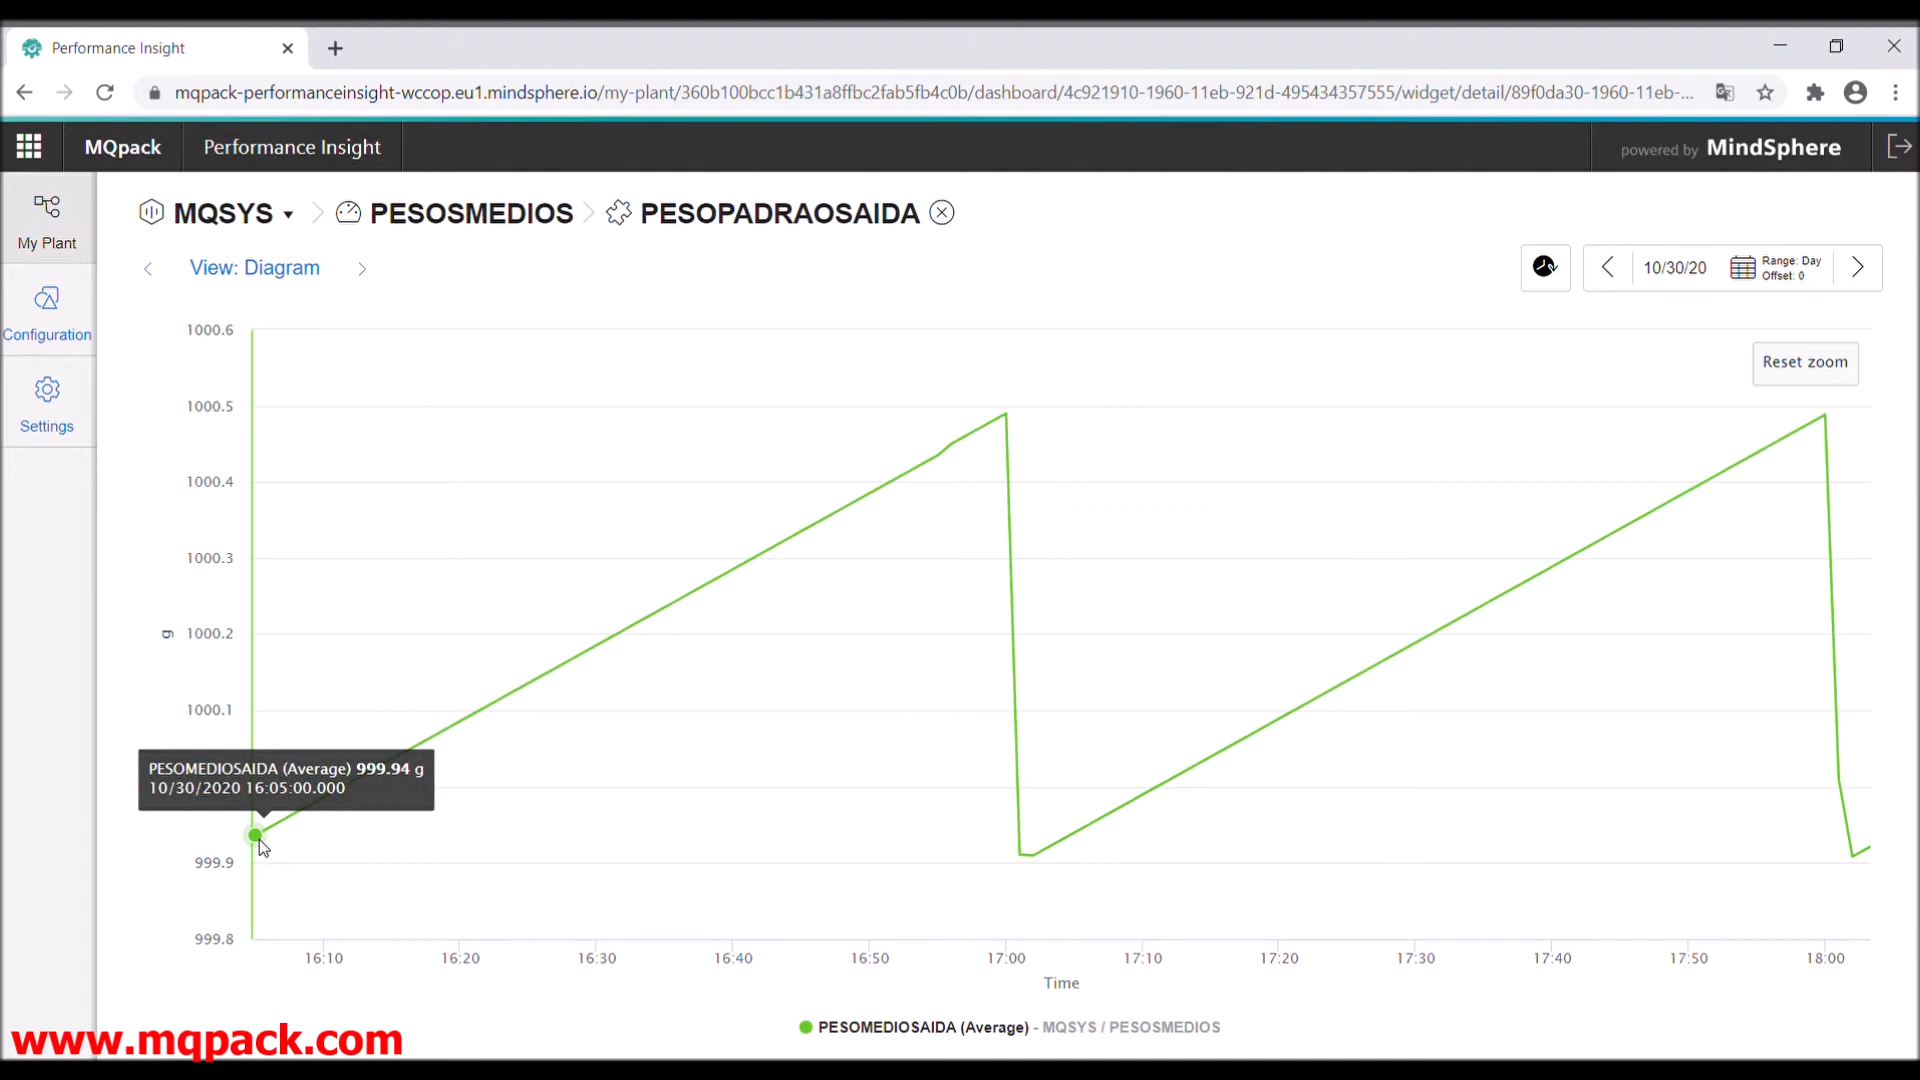 Performance Insight
mqpack-performanceinsight-wccop.eu1.mindsphere.io/my-plant/360b100bcc1b431a8ffbc2fab5fb4c0b/dashboard/4c921910-1960-11eb-921d-495434357555/widget/detail/89f0da30-1960-11eb-...
MQpack
Performance Insight
powered by MindSphere
My Plant
Configuration
Settings
MQSYS
PESOSMEDIOS
PESOPADRAOSAIDA
View: Diagram
10/30/20
Range: Day
Offset: 0
Reset zoom
1000.6
1000.5
1000.4
1000.3
1000.2
1000.1
999.9
999.8
g
PESOMEDIOSAIDA (Average) 999.94 g
10/30/2020 16:05:00.000
16:10 16:20 16:30 16:40 16:50 17:00 17:10 17:20 17:30 17:40 17:50 18:00
Time
PESOMEDIOSAIDA (Average) - MQSYS / PESOSMEDIOS
www.mqpack.com